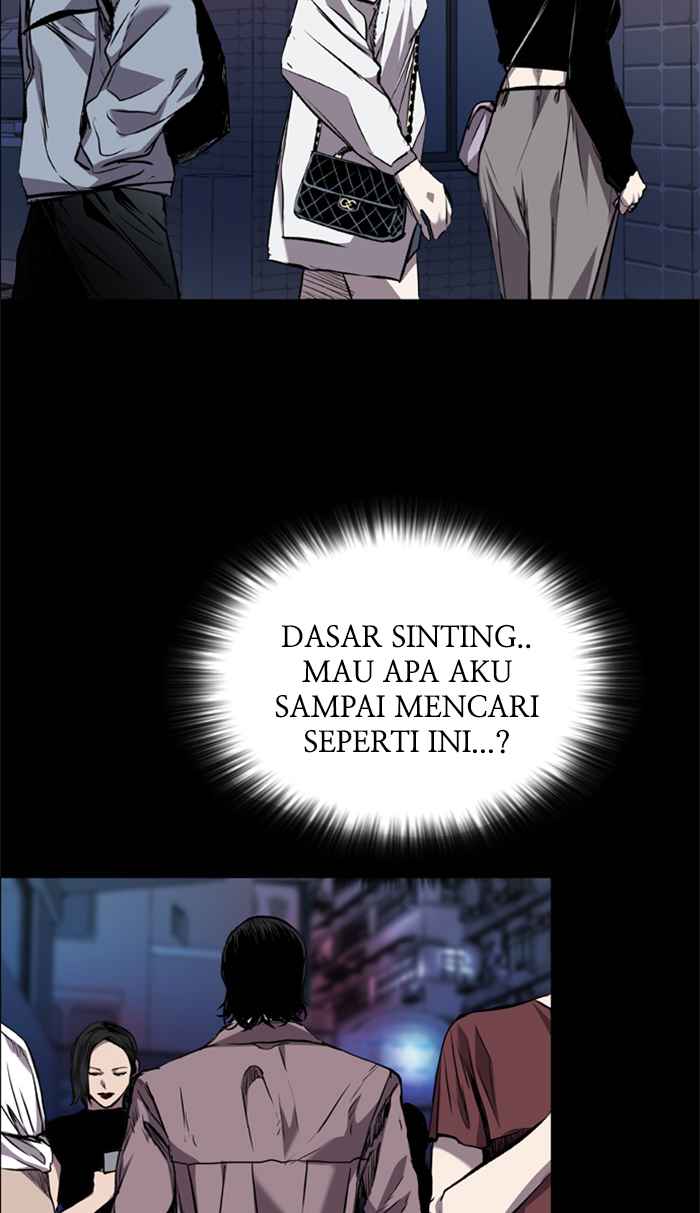 DASAR SINTING..
MAU APA AKU
SAMPAI MENCARI
SEPERTI INI...?